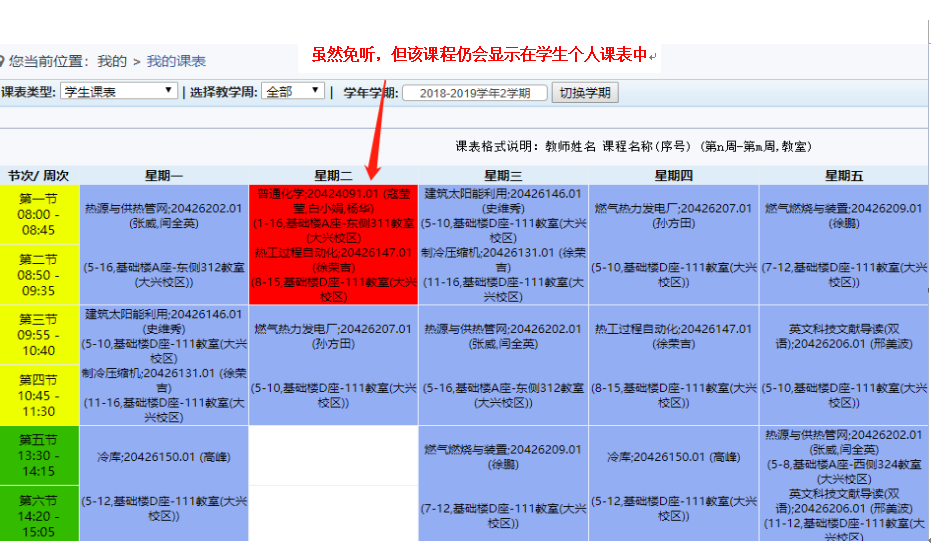 虽然免听，但该课程仍会显示在学生个人课表中
您当前位置：我的 > 我的课表
课表类型: 学生课表 | 选择教学周: 全部 | 学年学期: 2018-2019学年2学期 切换学期
课表格式说明：教师姓名 课程名称(序号) (第n周-第m周,教室)
节次/ 周次 星期一 星期二 星期三 星期四 星期五
第一节
08:00 -
08:45
第二节
08:50 -
09:35
热源与供热管网;20426202.01
(张威,闫全英)
(5-16,基础楼A座-东侧312教室
(大兴校区))
普通化学;20424091.01 (寇莹
莹,白小娟,杨华)
(1-16,基础楼A座-东侧311教室
(大兴校区)
热工过程自动化;20426147.01
(徐荣吉)
(8-15,基础楼D座-111教室(大兴
校区)
建筑太阳能利用;20426146.01
(史维秀)
(5-10,基础楼D座-111教室(大兴
校区)
制冷压缩机;20426131.01 (徐荣
吉)
(11-16,基础楼D座-111教室(大
兴校区)
燃气热力发电厂;20426207.01
(孙方田)
(5-10,基础楼D座-111教室(大兴
校区))
燃气燃烧与装置;20426209.01
(徐鹏)
(7-12,基础楼D座-111教室(大兴
校区))
第三节
09:55 -
10:40
第四节
10:45 -
11:30
建筑太阳能利用;20426146.01
(史维秀)
(5-10,基础楼D座-111教室(大兴
校区)
制冷压缩机;20426131.01 (徐荣
吉)
(11-16,基础楼D座-111教室(大
兴校区)
燃气热力发电厂;20426207.01
(孙方田)
(5-10,基础楼D座-111教室(大兴
校区))
热源与供热管网;20426202.01
(张威,闫全英)
(5-16,基础楼A座-东侧312教室
(大兴校区))
热工过程自动化;20426147.01
(徐荣吉)
(8-15,基础楼D座-111教室(大兴
校区))
英文科技文献导读(双
语);20426206.01 (邢美波)
(5-10,基础楼D座-111教室(大兴
校区))
第五节
13:30 -
14:15
第六节
14:20 -
15:05
冷库;20426150.01 (高峰)
(5-12,基础楼D座-111教室(大兴
校区))
燃气燃烧与装置;20426209.01
(徐鹏)
(7-12,基础楼D座-111教室(大兴
校区))
冷库;20426150.01 (高峰)
(5-12,基础楼D座-111教室(大兴
校区))
热源与供热管网;20426202.01
(张威,闫全英)
(5-8,基础楼A座-西侧324教室
(大兴校区)
英文科技文献导读(双
语);20426206.01 (邢美波)
(11-12,基础楼D座-111教室(大
兴校区)